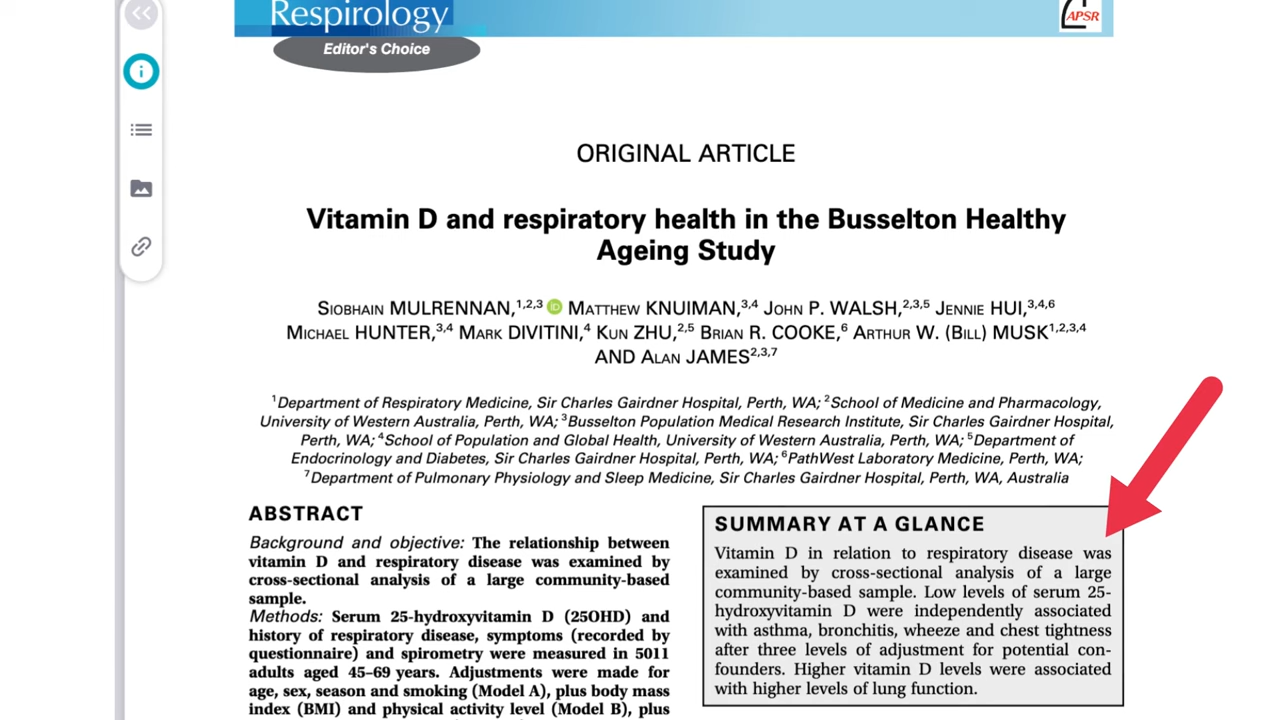 Respirology
APSR
Editor's Choice
ORIGINAL ARTICLE
Vitamin D and respiratory health in the Busselton Healthy
Ageing Study
SIOBHAIN MULRENNAN,1,2,3 iD MATTHEW KNUIMAN,3,4 JOHN P. WALSH,2,3,5 JENNIE HUI,3,4,6
MICHAEL HUNTER,3,4 MARK DIVITINI,4 KUN ZHU,2,5 BRIAN R. COOKE,6 ARTHUR W. (BILL) MUSK1,2,3,4
AND ALAN JAMES2,3,7
1Department of Respiratory Medicine, Sir Charles Gairdner Hospital, Perth, WA; 2School of Medicine and Pharmacology,
University of Western Australia, Perth, WA; 3Busselton Population Medical Research Institute, Sir Charles Gairdner Hospital,
Perth, WA; 4School of Population and Global Health, University of Western Australia, Perth, WA; 5Department of
Endocrinology and Diabetes, Sir Charles Gairdner Hospital, Perth, WA; 6PathWest Laboratory Medicine, Perth, WA;
7Department of Pulmonary Physiology and Sleep Medicine, Sir Charles Gairdner Hospital, Perth, WA, Australia
ABSTRACT
Background and objective: The relationship between
vitamin D and respiratory disease was examined by
cross-sectional analysis of a large community-based
sample.
Methods: Serum 25-hydroxyvitamin D (25OHD) and
history of respiratory disease, symptoms (recorded by
questionnaire) and spirometry were measured in 5011
adults aged 45–69 years. Adjustments were made for
age, sex, season and smoking (Model A), plus body mass
index (BMI) and physical activity level (Model B), plus
SUMMARY AT A GLANCE
Vitamin D in relation to respiratory disease was
examined by cross-sectional analysis of a large
community-based sample. Low levels of serum 25-
hydroxyvitamin D were independently associated
with asthma, bronchitis, wheeze and chest tightness
after three levels of adjustment for potential con-
founders. Higher vitamin D levels were associated
with higher levels of lung function.